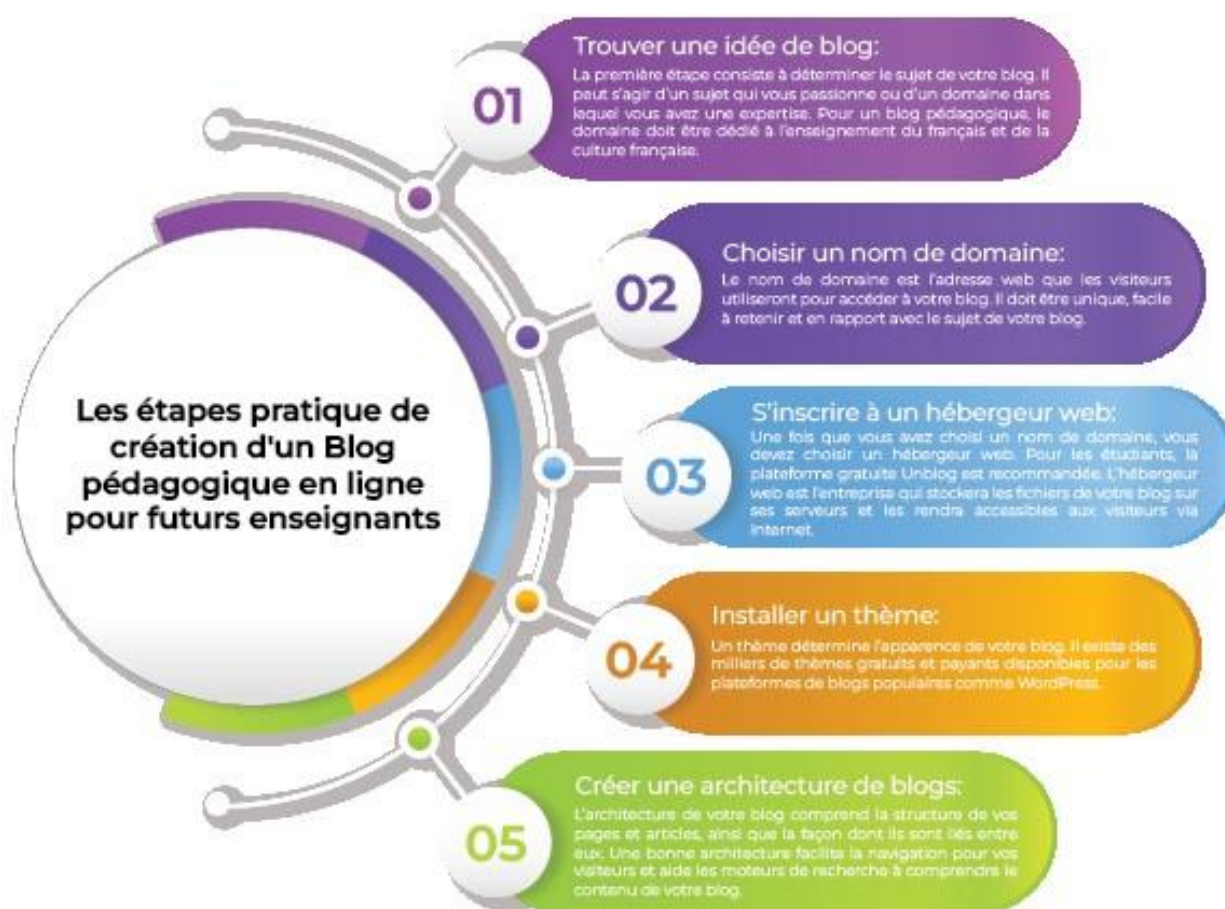 Les étapes pratique de
création d'un Blog
pédagogique en ligne
pour futurs enseignants
01
Trouver une idée de blog:
La première étape consiste à déterminer le sujet de votre blog. Il
peut s'agir d'un sujet qui vous passionne ou d'un domaine dans
lequel vous avez une expertise. Pour un blog pédagogique, le
domaine doit être dédié à l'enseignement du français et de la
culture française.
02
Choisir un nom de domaine:
Le nom de domaine est l'adresse web que les visiteurs
utiliseront pour accéder à votre blog. Il doit être unique, facile
à retenir et en rapport avec le sujet de votre blog.
03
S'inscrire à un hébergeur web:
Une fois que vous avez choisi un nom de domaine, vous
devez choisir un hébergeur web. Pour les étudiants, la
plateforme gratuite Unblog est recommandée. L'hébergeur
web est l'entreprise qui stockera les fichiers de votre blog sur
ses serveurs et les rendra accessibles aux visiteurs via
Internet.
04
Installer un thème:
Un thème détermine l'apparence de votre blog. Il existe des
milliers de thèmes gratuits et payants disponibles pour les
plateformes de blogs populaires comme WordPress.
05
Créer une architecture de blogs:
L'architecture de votre blog comprend la structure de vos
pages et articles, ainsi que la façon dont ils sont liés entre
eux. Une bonne architecture facilite la navigation pour vos
visiteurs et aide les moteurs de recherche à comprendre le
contenu de votre blog.